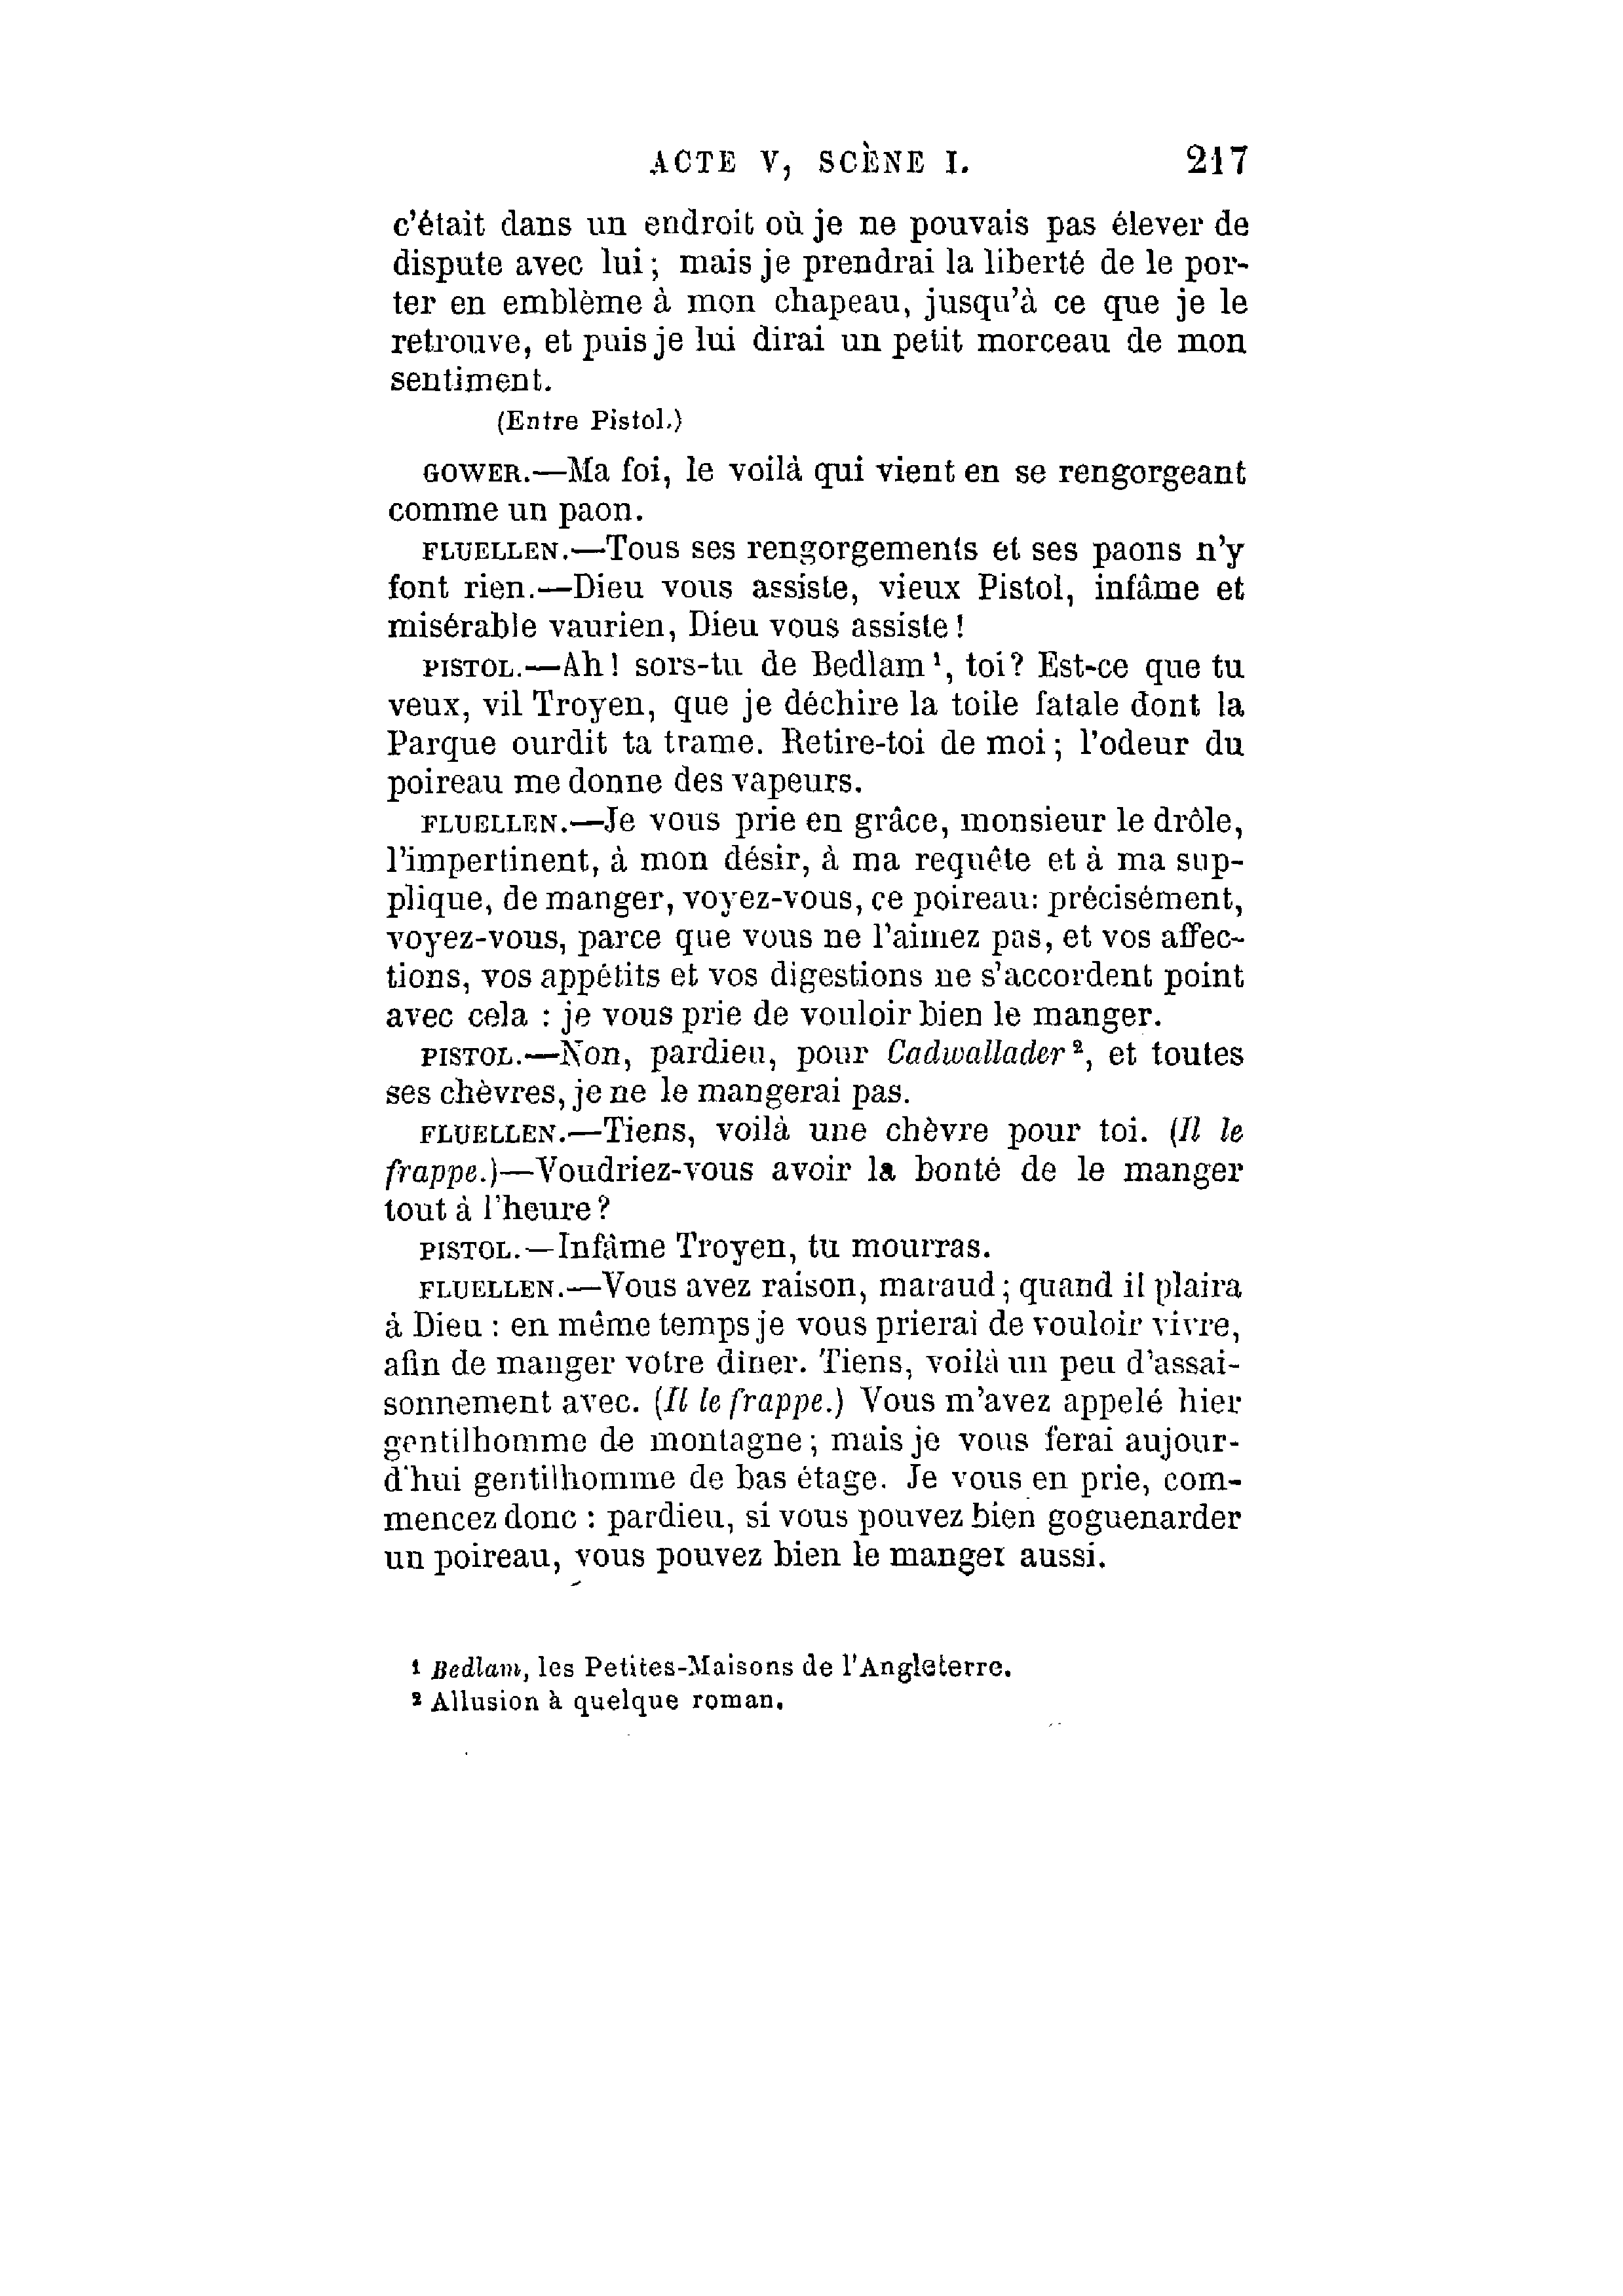 ACTE V, SCÈNE I. 217
c'était dans un endroit où je ne pouvais pas élever de
dispute avec lui ; mais je prendrai la liberté de le por-
ter en emblème à mon chapeau, jusqu'à ce que je le
retrouve, et puis je lui dirai un petit morceau de mon
sentiment.
(Entre Pistol.)
GOWER.—Ma foi, le voilà qui vient en se rengorgeant
comme un paon.
FLUELLEN.—Tous ses rengorgements et ses paons n'y
font rien.—Dieu vous assiste, vieux Pistol, infâme et
misérable vaurien, Dieu vous assiste !
PISTOL.—Ah! sors-tu de Bedlam¹, toi? Est-ce que tu
veux, vil Troyen, que je déchire la toile fatale dont la
Parque ourdit ta trame. Retire-toi de moi ; l'odeur du
poireau me donne des vapeurs.
FLUELLEN.—Je vous prie en grâce, monsieur le drôle,
l'impertinent, à mon désir, à ma requête et à ma sup-
plique, de manger, voyez-vous, ce poireau: précisément,
voyez-vous, parce que vous ne l'aimez pas, et vos affec-
tions, vos appétits et vos digestions ne s'accordent point
avec cela : je vous prie de vouloir bien le manger.
PISTOL.—Non, pardieu, pour Cadwallader², et toutes
ses chèvres, je ne le mangerai pas.
FLUELLEN.—Tiens, voilà une chèvre pour toi. (Il le
frappe.)—Voudriez-vous avoir la bonté de le manger
tout à l'heure ?
PISTOL.—Infâme Troyen, tu mourras.
FLUELLEN.—Vous avez raison, maraud ; quand il plaira
à Dieu : en même temps je vous prierai de vouloir vivre,
afin de manger votre dîner. Tiens, voilà un peu d'assai-
sonnement avec. (Il le frappe.) Vous m'avez appelé hier
gentilhomme de montagne ; mais je vous ferai aujour-
d'hui gentilhomme de bas étage. Je vous en prie, com-
mencez donc : pardieu, si vous pouvez bien goguenarder
un poireau, vous pouvez bien le manger aussi.
¹ Bedlam, les Petites-Maisons de l'Angleterre.
² Allusion à quelque roman.